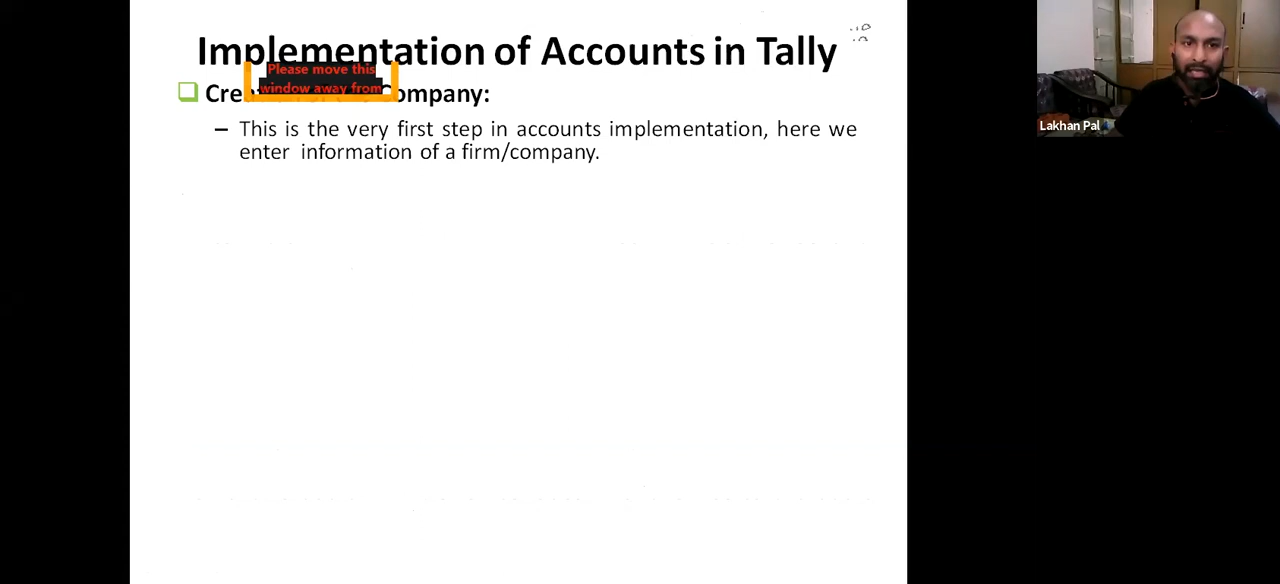 Implementation of Accounts in Tally
Please move this
window away from
Company:
– This is the very first step in accounts implementation, here we
enter information of a firm/company.
Lakhan Pal